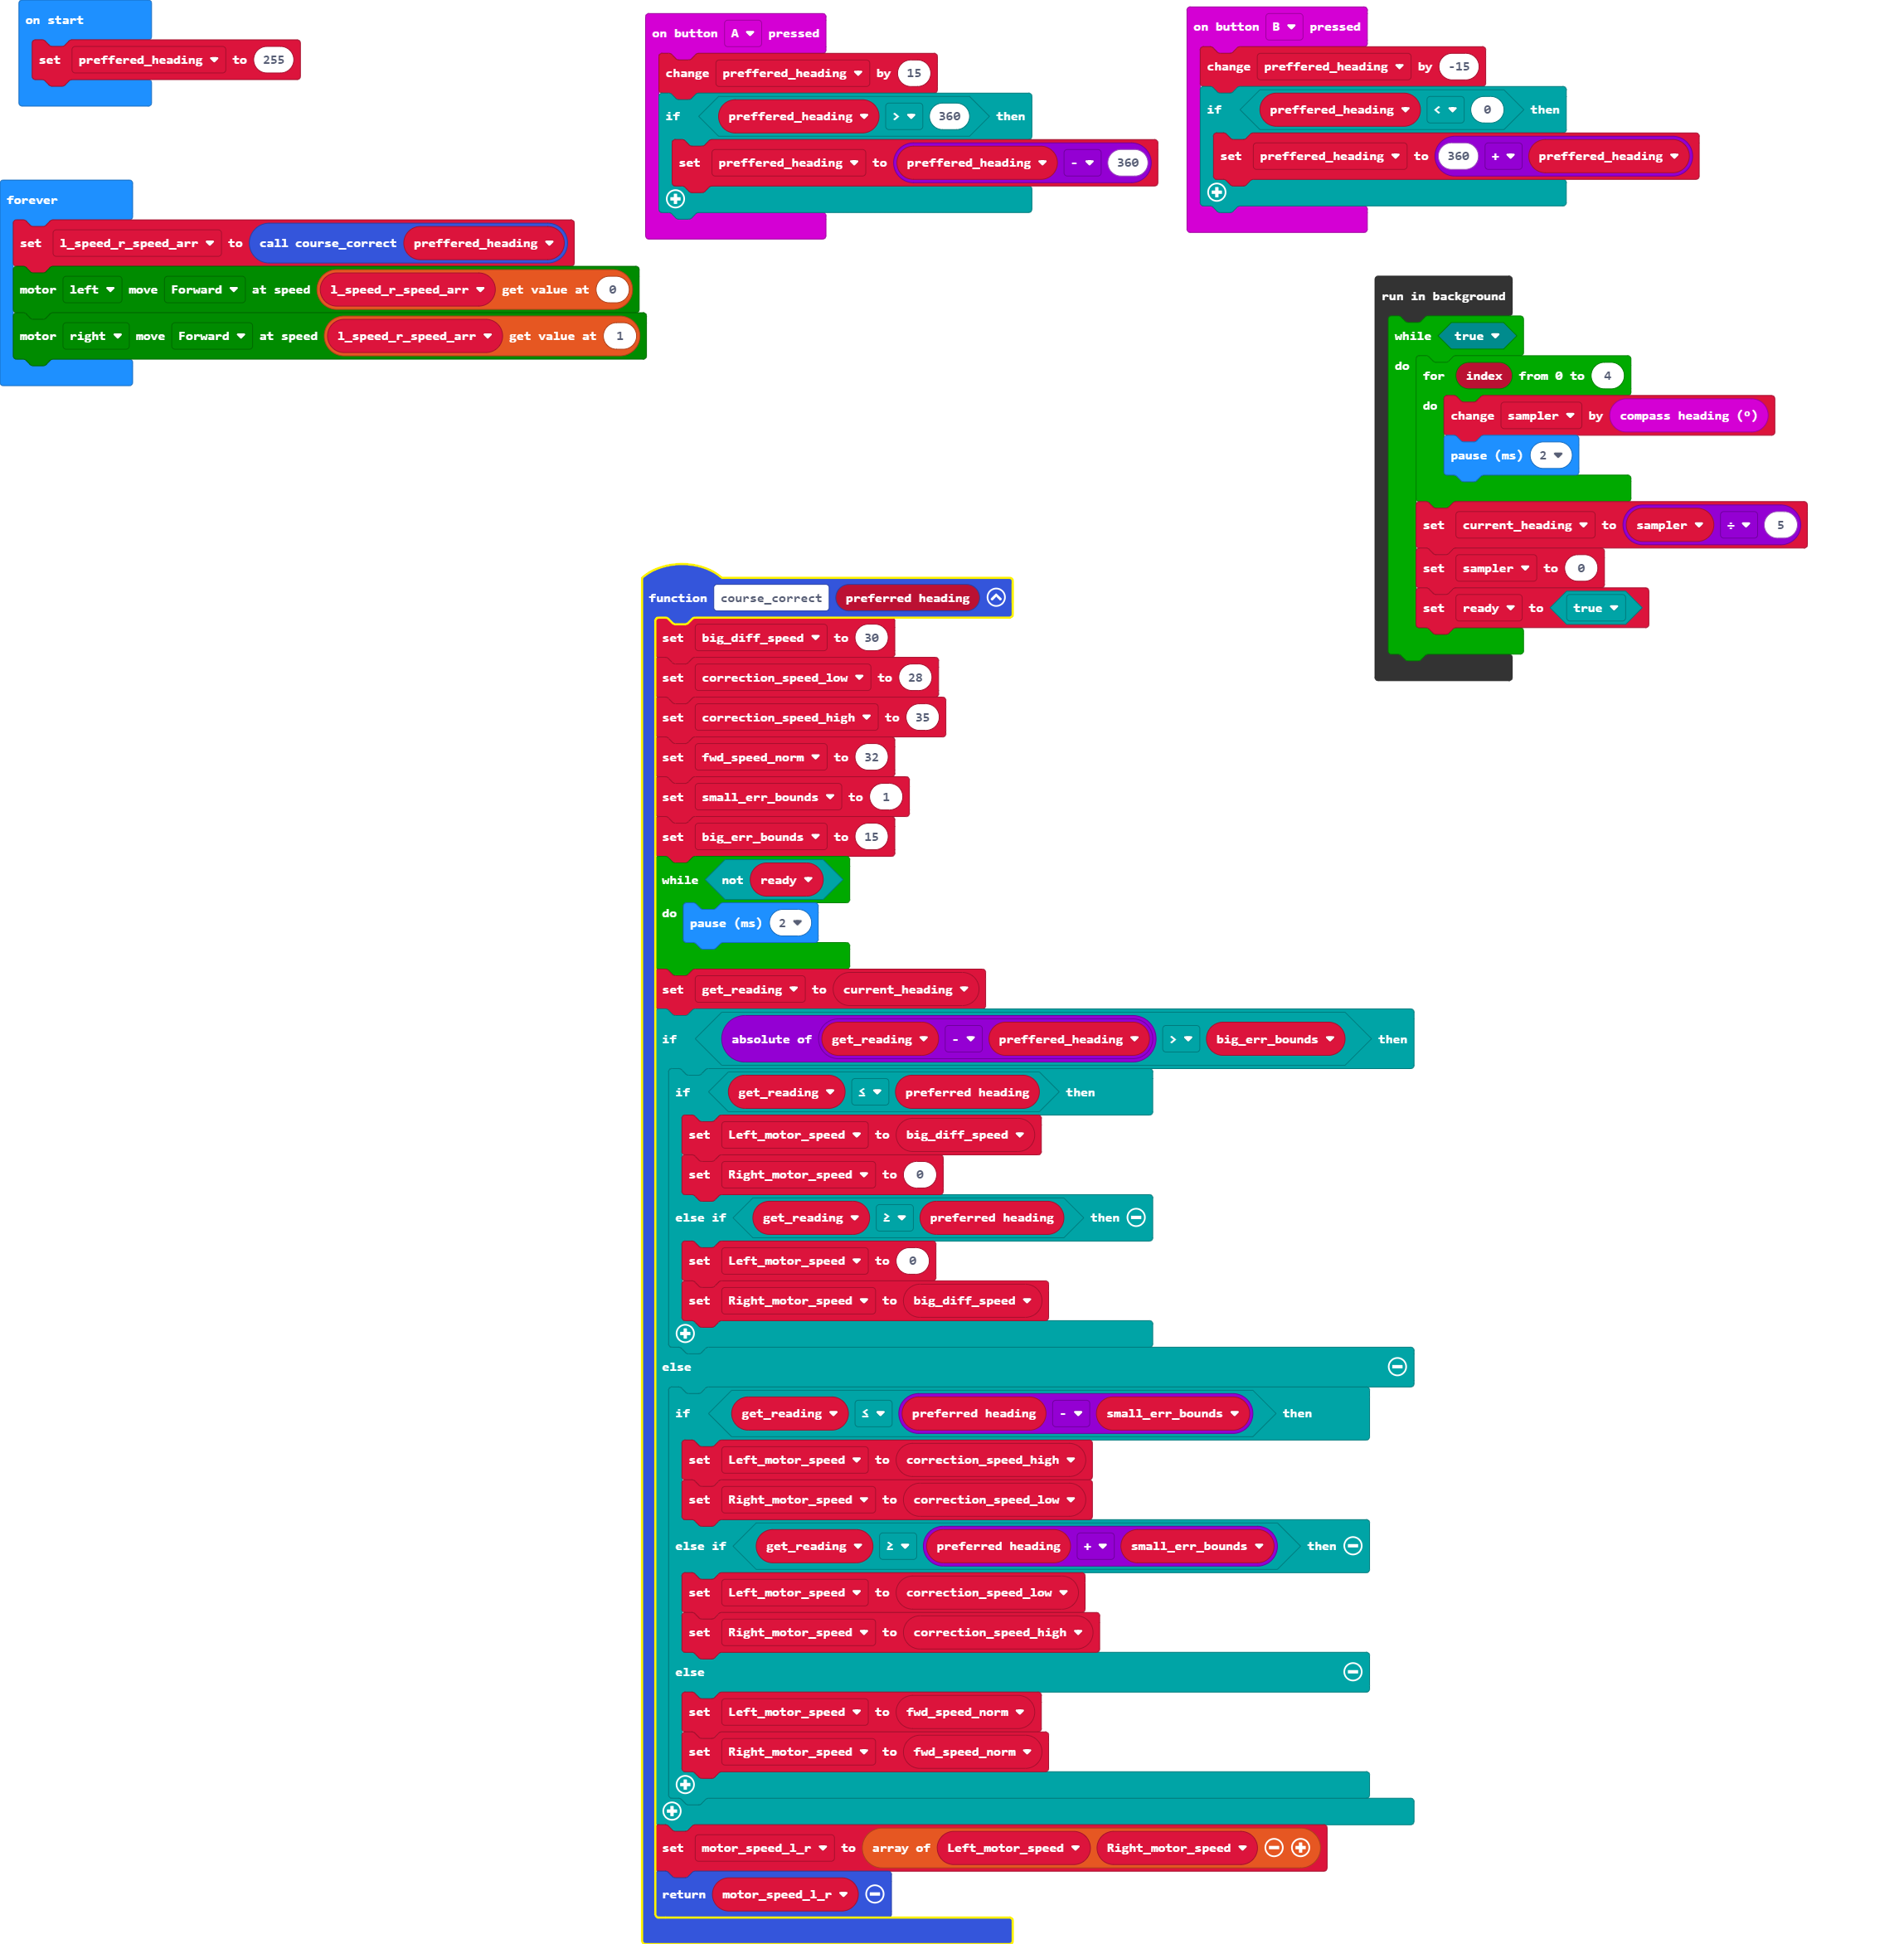 on start
set preffered_heading to 255
forever
set l_speed_r_speed_arr to call course_correct preffered_heading
motor left move Forward at speed l_speed_r_speed_arr get value at 0
motor right move Forward at speed l_speed_r_speed_arr get value at 1
on button A pressed
change preffered_heading by 15
if preffered_heading > 360 then
set preffered_heading to preffered_heading - 360
on button B pressed
change preffered_heading by -15
if preffered_heading < 0 then
set preffered_heading to 360 + preffered_heading
run in background
while true
do
for index from 0 to 4
do
change sampler by compass heading (°)
pause (ms) 2
set current_heading to sampler ÷ 5
set sampler to 0
set ready to true
function course_correct preferred heading
set big_diff_speed to 30
set correction_speed_low to 28
set correction_speed_high to 35
set fwd_speed_norm to 32
set small_err_bounds to 1
set big_err_bounds to 15
while not ready
do
pause (ms) 2
set get_reading to current_heading
if absolute of get_reading - preffered_heading > big_err_bounds then
if get_reading ≤ preferred heading then
set Left_motor_speed to big_diff_speed
set Right_motor_speed to 0
else if get_reading ≥ preferred heading then
set Left_motor_speed to 0
set Right_motor_speed to big_diff_speed
else
if get_reading ≤ preferred heading - small_err_bounds then
set Left_motor_speed to correction_speed_high
set Right_motor_speed to correction_speed_low
else if get_reading ≥ preferred heading + small_err_bounds then
set Left_motor_speed to correction_speed_low
set Right_motor_speed to correction_speed_high
else
set Left_motor_speed to fwd_speed_norm
set Right_motor_speed to fwd_speed_norm
set motor_speed_l_r to array of Left_motor_speed Right_motor_speed
return motor_speed_l_r